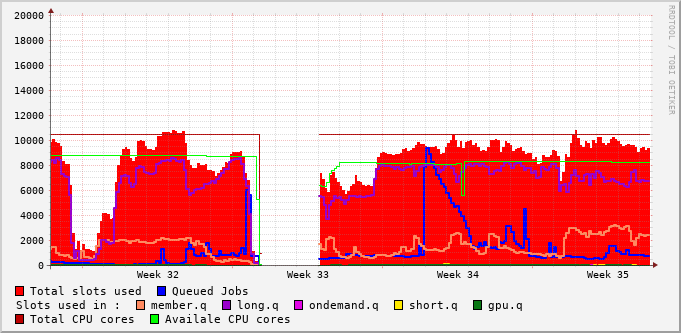 RRDTOOL / TOBI OETIKER
20000
18000
16000
14000
12000
10000
8000
6000
4000
2000
0
Week 32 Week 33 Week 34 Week 35
Total slots used Queued Jobs
Slots used in : member.q long.q ondemand.q short.q gpu.q
Total CPU cores Availale CPU cores